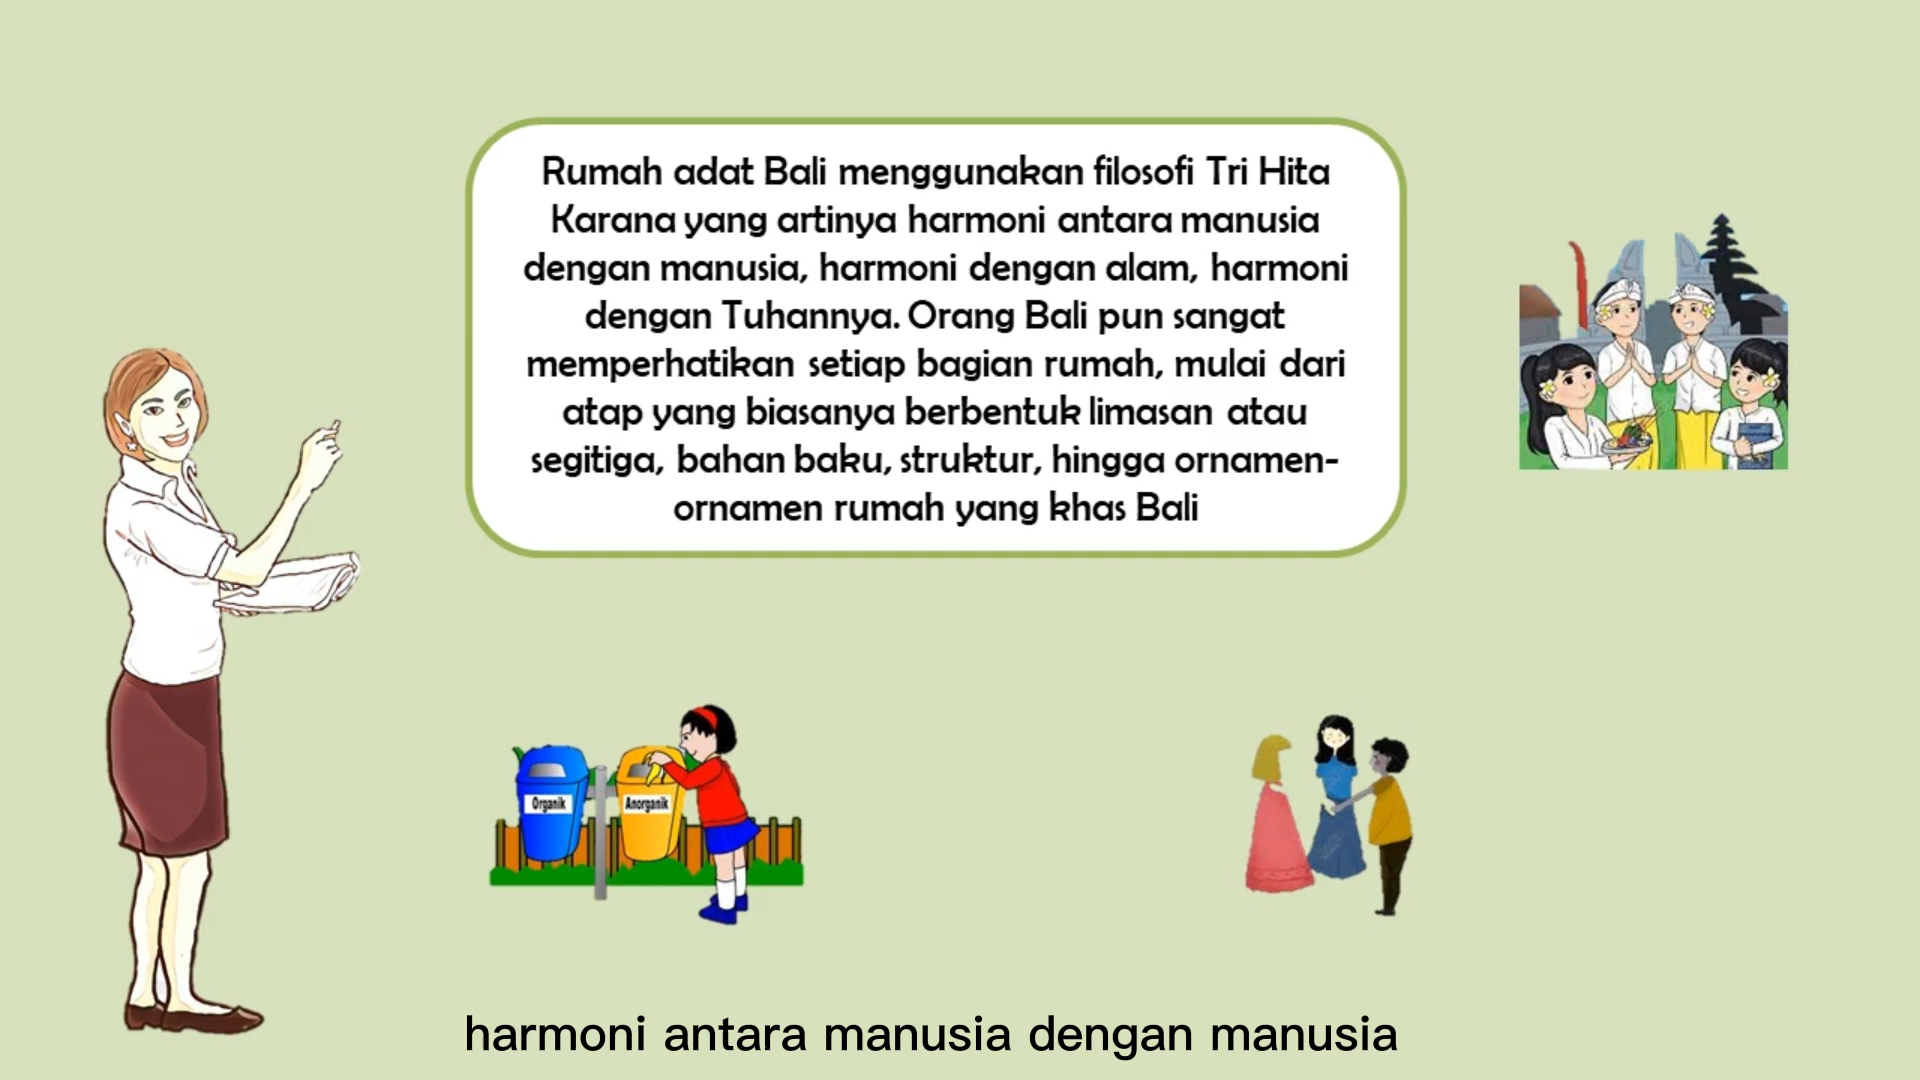 Rumah adat Bali menggunakan filosofi Tri Hita
Karana yang artinya harmoni antara manusia
dengan manusia, harmoni dengan alam, harmoni
dengan Tuhannya. Orang Bali pun sangat
memperhatikan setiap bagian rumah, mulai dari
atap yang biasanya berbentuk limasan atau
segitiga, bahan baku, struktur, hingga ornamen-
ornamen rumah yang khas Bali
Organik
Anorganik
harmoni antara manusia dengan manusia